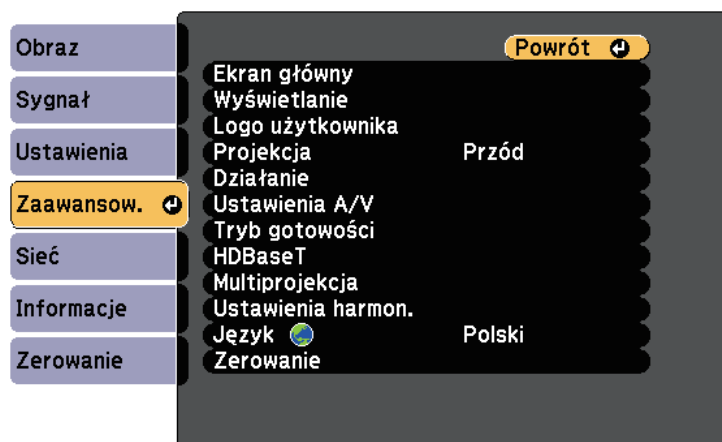 Obraz
Sygnał
Ustawienia
Zaawansow.
Sieć
Informacje
Zerowanie
Powrót
Ekran główny
Wyświetlanie
Logo użytkownika
Projekcja Przód
Działanie
Ustawienia A/V
Tryb gotowości
HDBaseT
Multiprojekcja
Ustawienia harmon.
Język Polski
Zerowanie